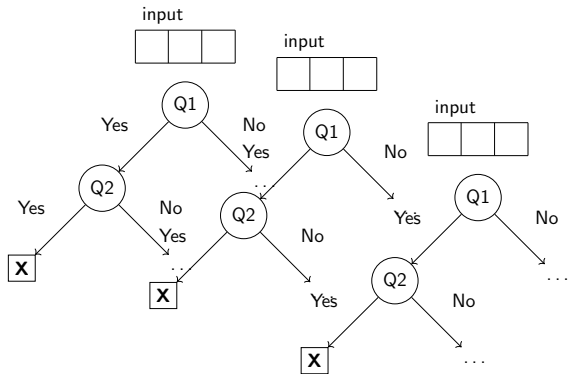 input
input
Q1
input
Yes
No
Q1
Yes
No
...
Q2
Yes
Q1
Yes
No
Q2
No
Yes
No
...
Q2
...
X
X
Yes
No
X
...